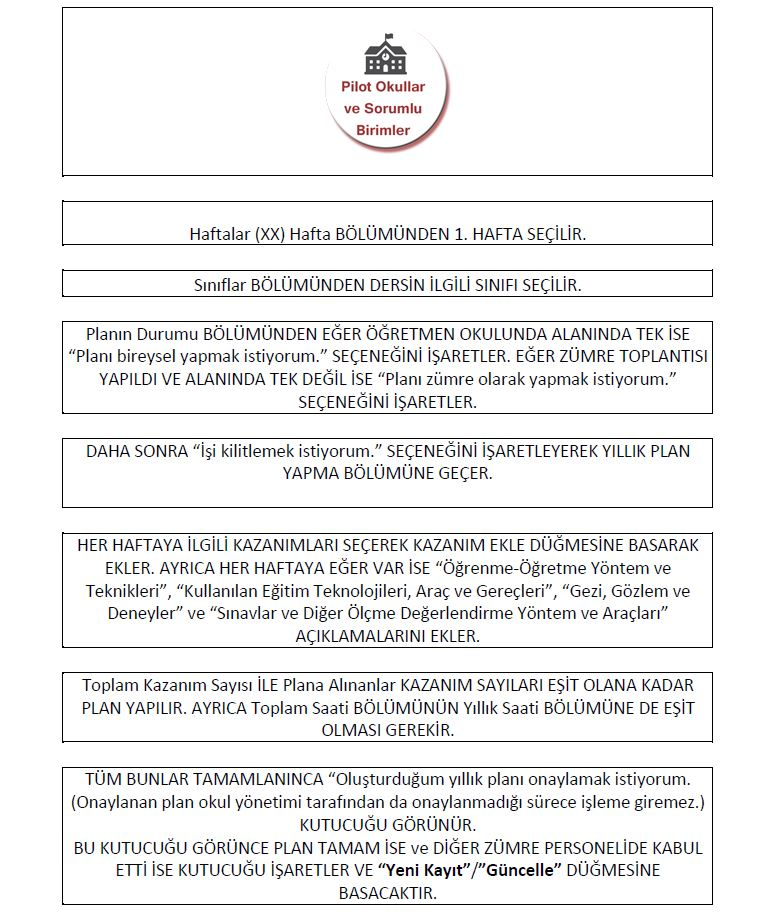 Pilot Okullar
ve Sorumlu
Birimler
Haftalar (XX) Hafta BÖLÜMÜNDEN 1. HAFTA SEÇİLİR.
Sınıflar BÖLÜMÜNDEN DERSİN İLGİLİ SINIFI SEÇİLİR.
Planın Durumu BÖLÜMÜNDEN EĞER ÖĞRETMEN OKULUNDA ALANINDA TEK İSE
“Planı bireysel yapmak istiyorum.” SEÇENEĞİNİ İŞARETLER. EĞER ZÜMRE TOPLANTISI
YAPILDI VE ALANINDA TEK DEĞİL İSE “Planı zümre olarak yapmak istiyorum.”
SEÇENEĞİNİ İŞARETLER.
DAHA SONRA “İşi kilitlemek istiyorum.” SEÇENEĞİNİ İŞARETLEYEREK YILLIK PLAN
YAPMA BÖLÜMÜNE GEÇER.
HER HAFTAYA İLGİLİ KAZANIMLARI SEÇEREK KAZANIM EKLE DÜĞMESİNE BASARAK
EKLER. AYRICA HER HAFTAYA EĞER VAR İSE “Öğrenme-Öğretme Yöntem ve
Teknikleri”, “Kullanılan Eğitim Teknolojileri, Araç ve Gereçleri”, “Gezi, Gözlem ve
Deneyler” ve “Sınavlar ve Diğer Ölçme Değerlendirme Yöntem ve Araçları”
AÇIKLAMALARINI EKLER.
Toplam Kazanım Sayısı İLE Plana Alınanlar KAZANIM SAYILARI EŞİT OLANA KADAR
PLAN YAPILIR. AYRICA Toplam Saati BÖLÜMÜNÜN Yıllık Saati BÖLÜMÜNE DE EŞİT
OLMASI GEREKİR.
TÜM BUNLAR TAMAMLANINCA “Oluşturduğum yıllık planı onaylamak istiyorum.
(Onaylanan plan okul yönetimi tarafından da onaylanmadığı sürece işleme giremez.)
KUTUCUĞU GÖRÜNÜR.
BU KUTUCUĞU GÖRÜNCE PLAN TAMAM İSE ve DİĞER ZÜMRE PERSONELİDE KABUL
ETTİ İSE KUTUCUĞU İŞARETLER VE “Yeni Kayıt”/”Güncelle” DÜĞMESİNE
BASACAKTIR.